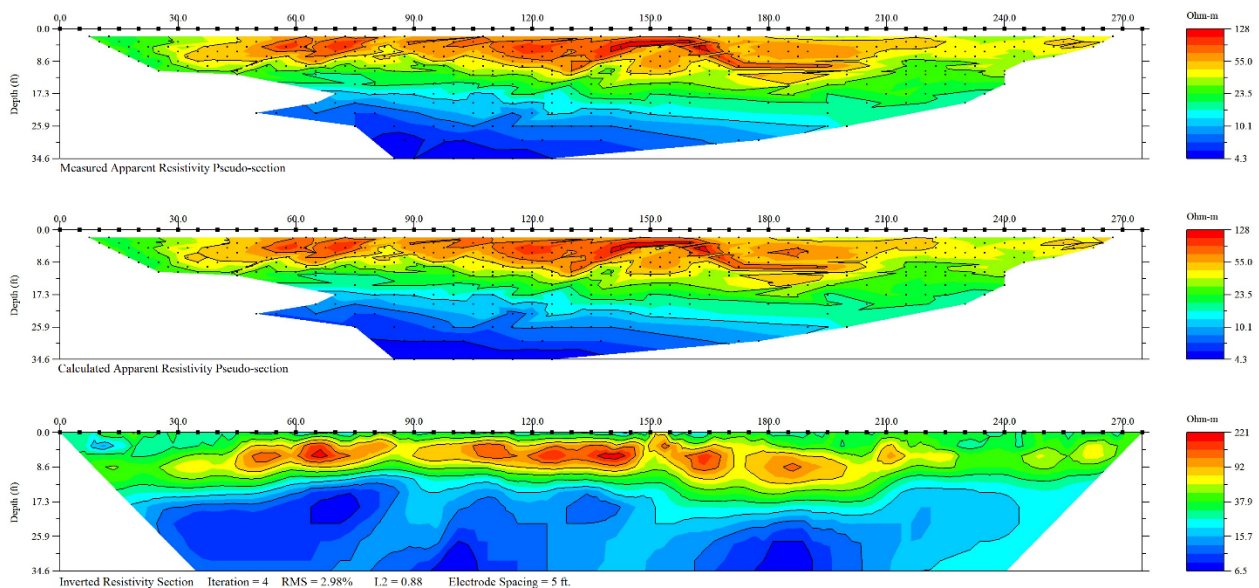 Ohm-m
0.0 30.0 60.0 90.0 120.0 150.0 180.0 210.0 240.0 270.0
0.0
8.6
17.3
25.9
34.6
Depth (ft)
128
55.0
23.5
10.1
4.3
Measured Apparent Resistivity Pseudo-section
Ohm-m
0.0 30.0 60.0 90.0 120.0 150.0 180.0 210.0 240.0 270.0
0.0
8.6
17.3
25.9
34.6
Depth (ft)
128
55.0
23.5
10.1
4.3
Calculated Apparent Resistivity Pseudo-section
Ohm-m
0.0 30.0 60.0 90.0 120.0 150.0 180.0 210.0 240.0 270.0
0.0
8.6
17.3
25.9
34.6
Depth (ft)
221
91.6
37.9
15.7
6.5
Inverted Resistivity Section Iteration = 4 RMS = 2.98% L2 = 0.88 Electrode Spacing = 5 ft.